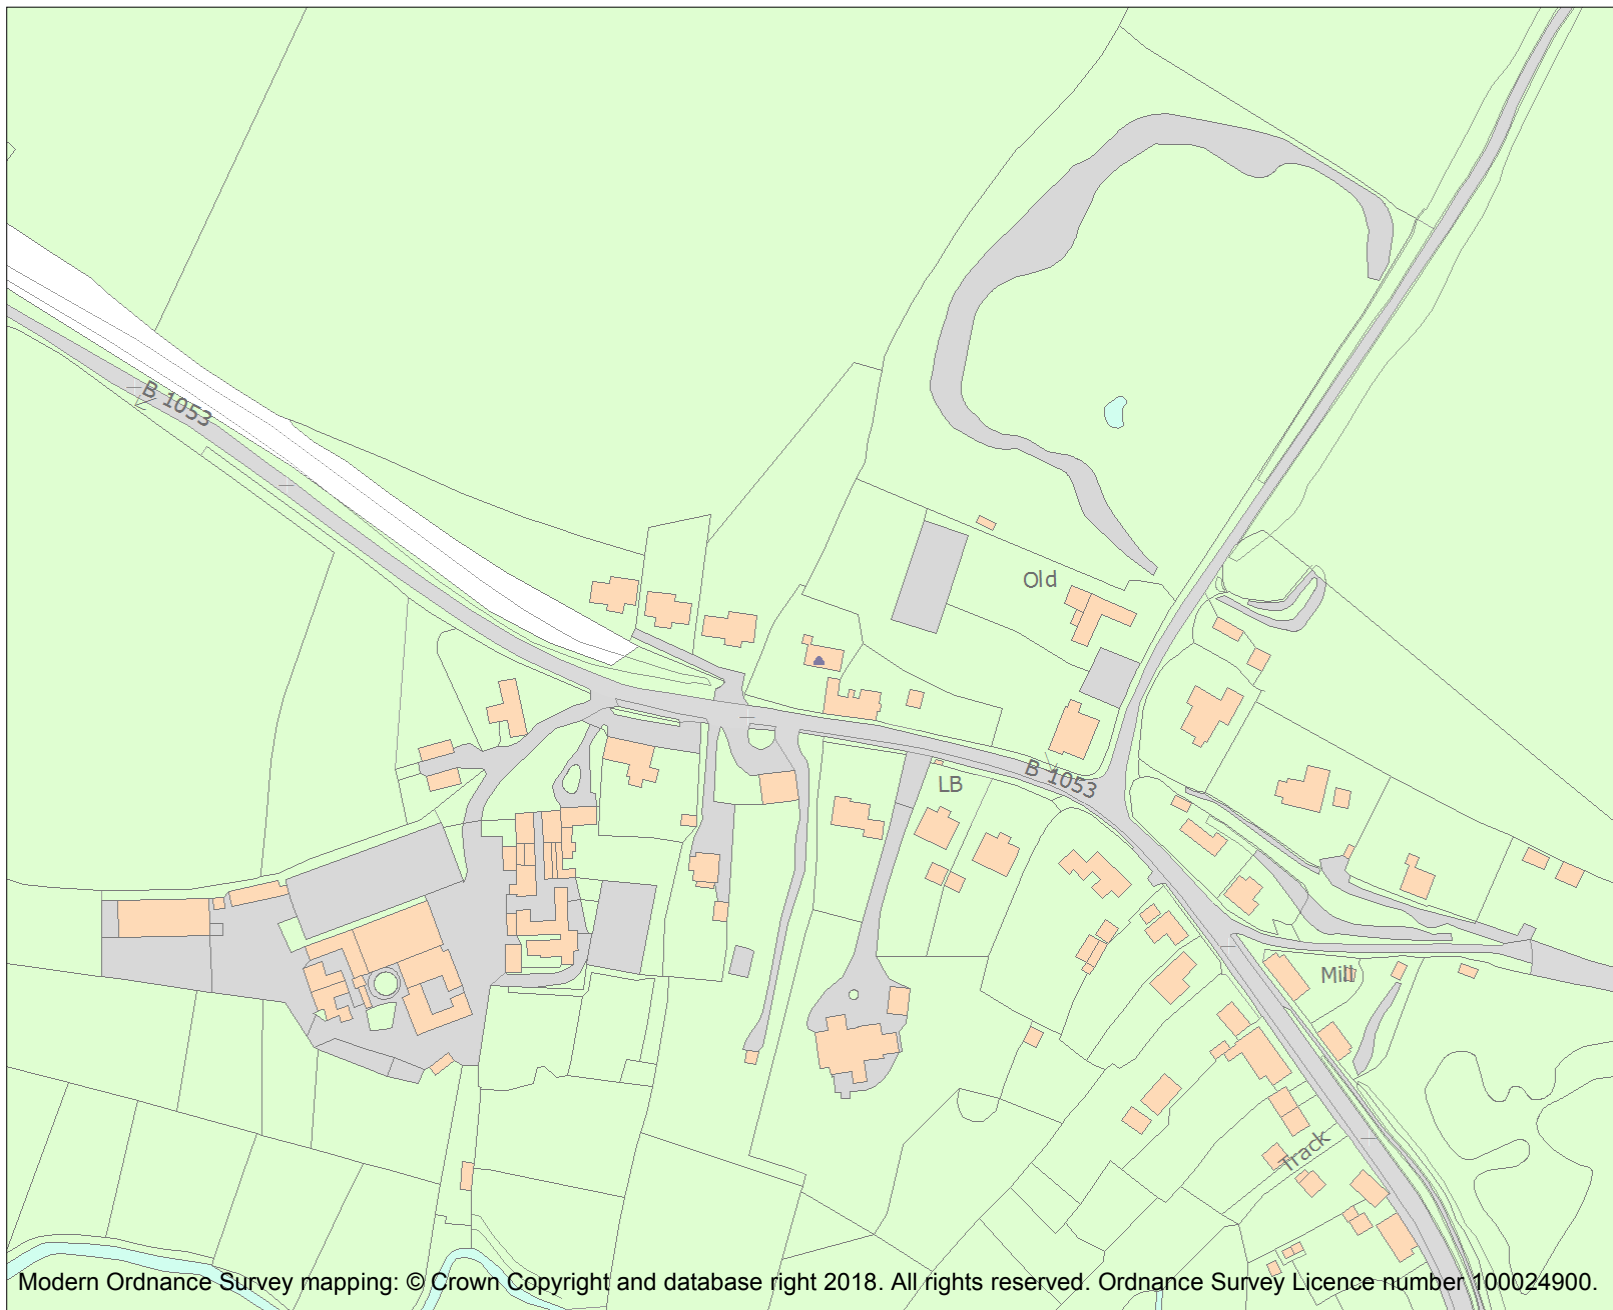 B 1053
Old
B 1053
LB
Mill
Track
Modern Ordnance Survey mapping: © Crown Copyright and database right 2018. All rights reserved. Ordnance Survey Licence number 100024900.